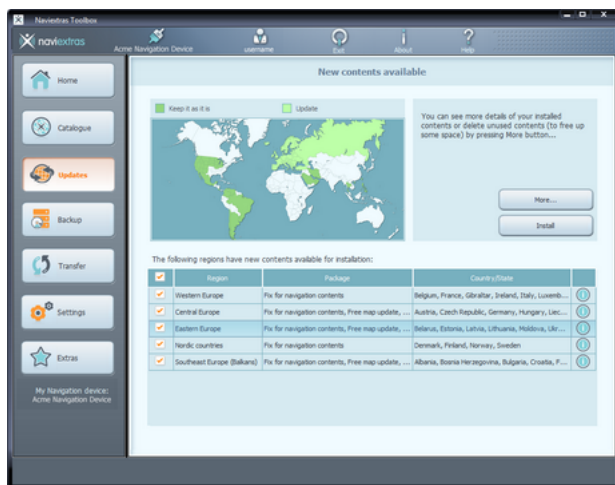 Naviextras Toolbox
naviextras
Acme Navigation Device
username
Exit
About
Help
Home
Catalogue
Updates
Backup
Transfer
Settings
Extras
My Navigation device:
Acme Navigation Device
New contents available
Keep it as it is
Update
You can see more details of your installed
contents or delete unused contents (to free up
some space) by pressing More button...
More...
Install
The following regions have new contents available for installation:
Region Package Country/State
Western Europe Fix for navigation contents Belgium, France, Gibraltar, Ireland, Italy, Luxemb...
Central Europe Fix for navigation contents, Free map update, ... Austria, Czech Republic, Germany, Hungary, Liec...
Eastern Europe Fix for navigation contents, Free map update, ... Belarus, Estonia, Latvia, Lithuania, Moldova, Ukr...
Nordic countries Fix for navigation contents Denmark, Finland, Norway, Sweden
Southeast Europe (Balkans) Fix for navigation contents, Free map update, ... Albania, Bosnia Herzegovina, Bulgaria, Croatia, F...